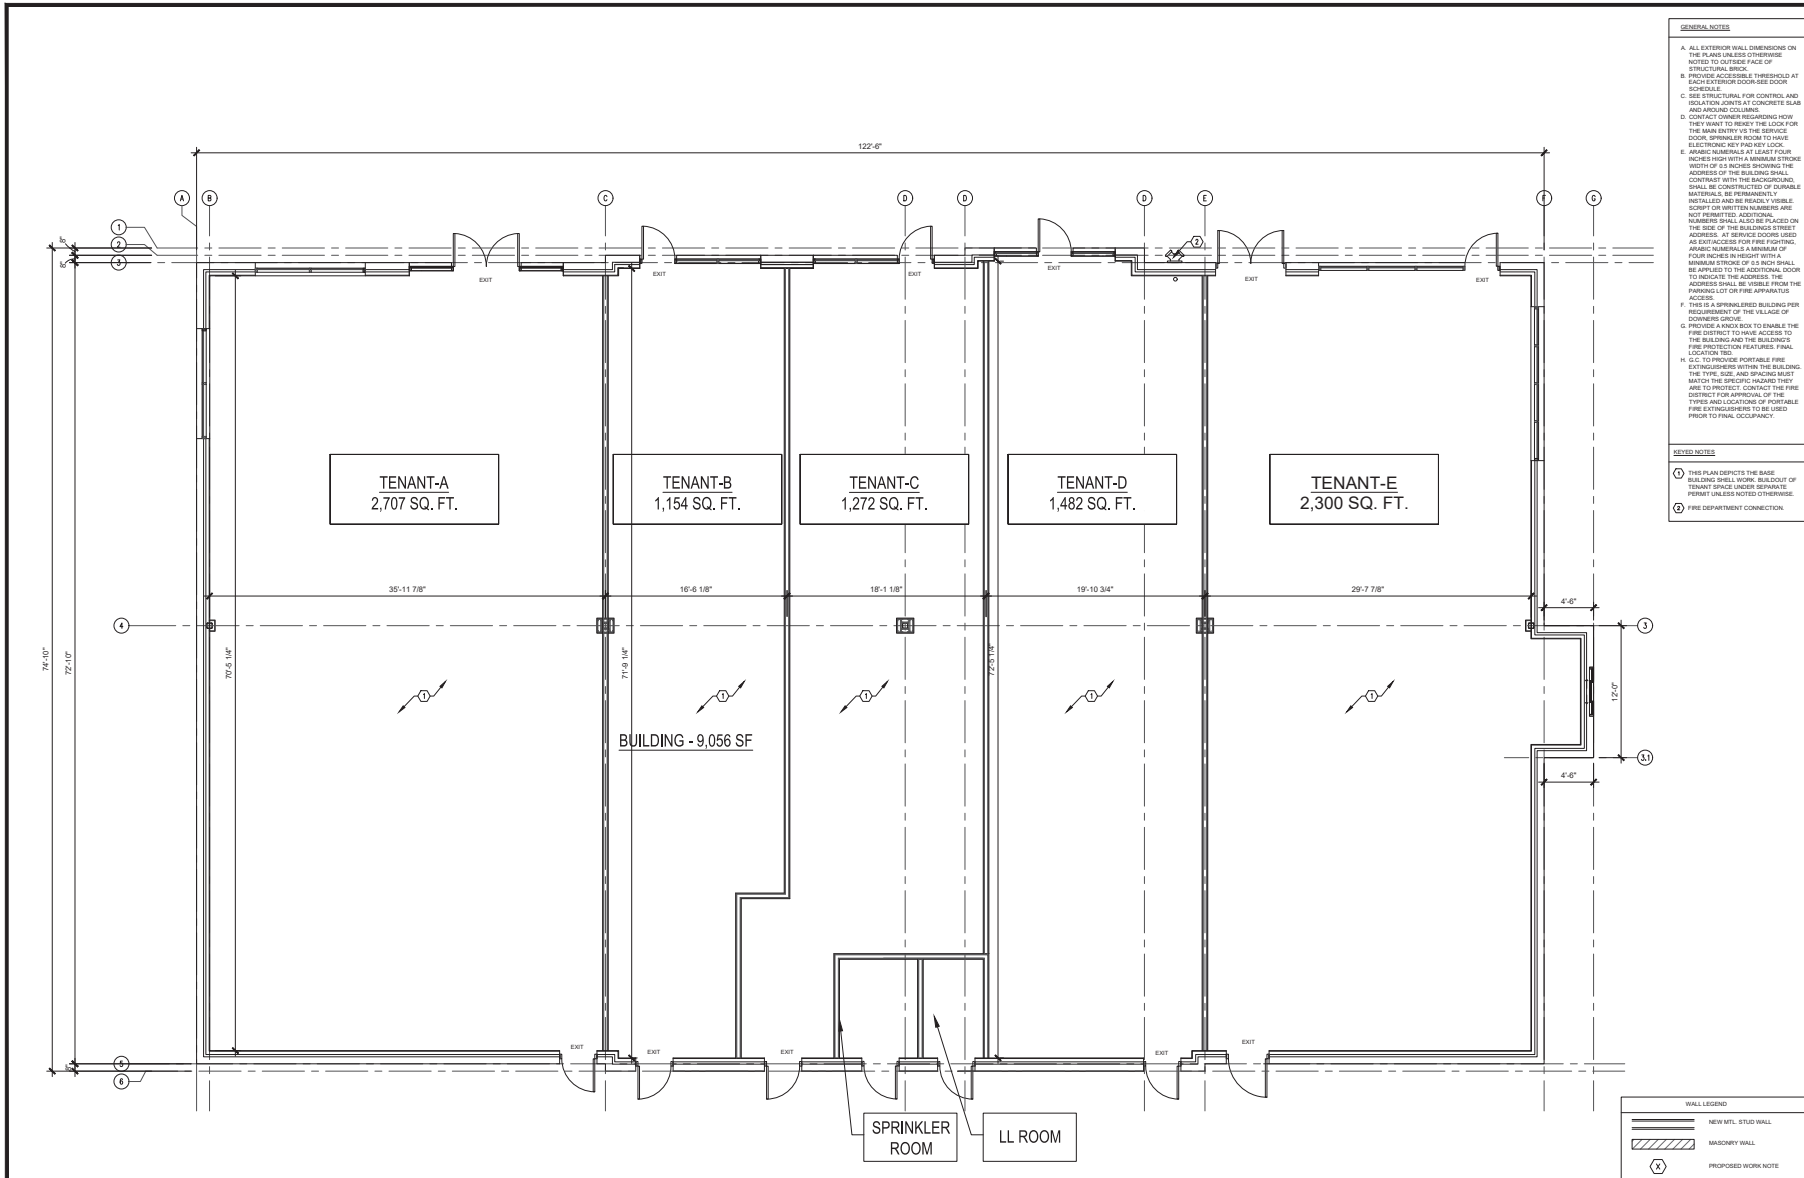 GENERAL NOTES
A. ALL EXTERIOR WALL DIMENSIONS ON
THE PLANS UNLESS OTHERWISE
NOTED TO OUTSIDE FACE OF
STRUCTURAL BRICK.
B. PROVIDE ACCESSIBLE THRESHOLD AT
EACH EXTERIOR DOOR-SEE DOOR
SCHEDULE.
C. SEE STRUCTURAL FOR CONTROL AND
ISOLATION JOINTS AT CONCRETE SLAB
AND AROUND COLUMNS.
D. CONTACT OWNER REGARDING HOW
THEY WANT TO REKEY THE LOCK FOR
THE MAIN ENTRY VS THE SERVICE
DOOR, SPRINKLER ROOM TO HAVE
ELECTRONIC KEY PAD KEY LOCK.
E. ARABIC NUMERALS AT LEAST FOUR
INCHES HIGH WITH A MINIMUM STROKE
WIDTH OF 0.5 INCHES SHOWING THE
ADDRESS OF THE BUILDING SHALL
CONTRAST WITH THE BACKGROUND,
SHALL BE CONSTRUCTED OF DURABLE
MATERIALS, BE PERMANENTLY
INSTALLED AND BE READILY VISIBLE.
SCRIPT OR WRITTEN NUMBERS ARE
NOT PERMITTED. ADDITIONAL
NUMBERS SHALL ALSO BE PLACED ON
THE SIDE OF THE BUILDINGS STREET
ADDRESS. AT SERVICE DOORS USED
AS EXIT/ACCESS FOR FIRE FIGHTING,
ARABIC NUMERALS A MINIMUM OF
FOUR INCHES IN HEIGHT WITH A
MINIMUM STROKE OF 0.5 INCH SHALL
BE APPLIED TO THE ADDITIONAL DOOR
TO INDICATE THE ADDRESS. THE
ADDRESS SHALL BE VISIBLE FROM THE
PARKING LOT OR FIRE APPARATUS
ACCESS.
F. THIS IS A SPRINKLERED BUILDING PER
REQUIREMENT OF THE VILLAGE OF
DOWNERS GROVE.
G. PROVIDE A KNOX BOX TO ENABLE THE
FIRE DISTRICT TO HAVE ACCESS TO
THE BUILDING AND THE BUILDING'S
FIRE PROTECTION FEATURES. FINAL
LOCATION TBD.
H. G.C. TO PROVIDE PORTABLE FIRE
EXTINGUISHERS WITHIN THE BUILDING.
THE TYPE, SIZE, AND SPACING MUST
MATCH THE SPECIFIC HAZARD THEY
ARE TO PROTECT. CONTACT THE FIRE
DISTRICT FOR APPROVAL OF THE
TYPES AND LOCATIONS OF PORTABLE
FIRE EXTINGUISHERS TO BE USED
PRIOR TO FINAL OCCUPANCY.
KEYED NOTES
1 THIS PLAN DEPICTS THE BASE
BUILDING SHELL WORK. BUILDOUT OF
TENANT SPACE UNDER SEPARATE
PERMIT UNLESS NOTED OTHERWISE.
2 FIRE DEPARTMENT CONNECTION.
122'-6"
A B C D D D E F G
1
2
3
8"
8"
2
EXIT EXIT EXIT EXIT EXIT EXIT
TENANT-A
2,707 SQ. FT.
TENANT-B
1,154 SQ. FT.
TENANT-C
1,272 SQ. FT.
TENANT-D
1,482 SQ. FT.
TENANT-E
2,300 SQ. FT.
35'-11 7/8" 16'-6 1/8" 18'-1 1/8" 19'-10 3/4" 29'-7 7/8"
4'-6"
4 3
74'-10"
72'-10"
70'-5 1/4"
71'-9 1/4"
72'-5 1/4"
12'-0"
1 1 1 1 1
BUILDING - 9,056 SF
3.1
4'-6"
EXIT EXIT EXIT EXIT EXIT
5
8"
6
SPRINKLER
ROOM
LL ROOM
WALL LEGEND
NEW MTL. STUD WALL
MASONRY WALL
X PROPOSED WORK NOTE